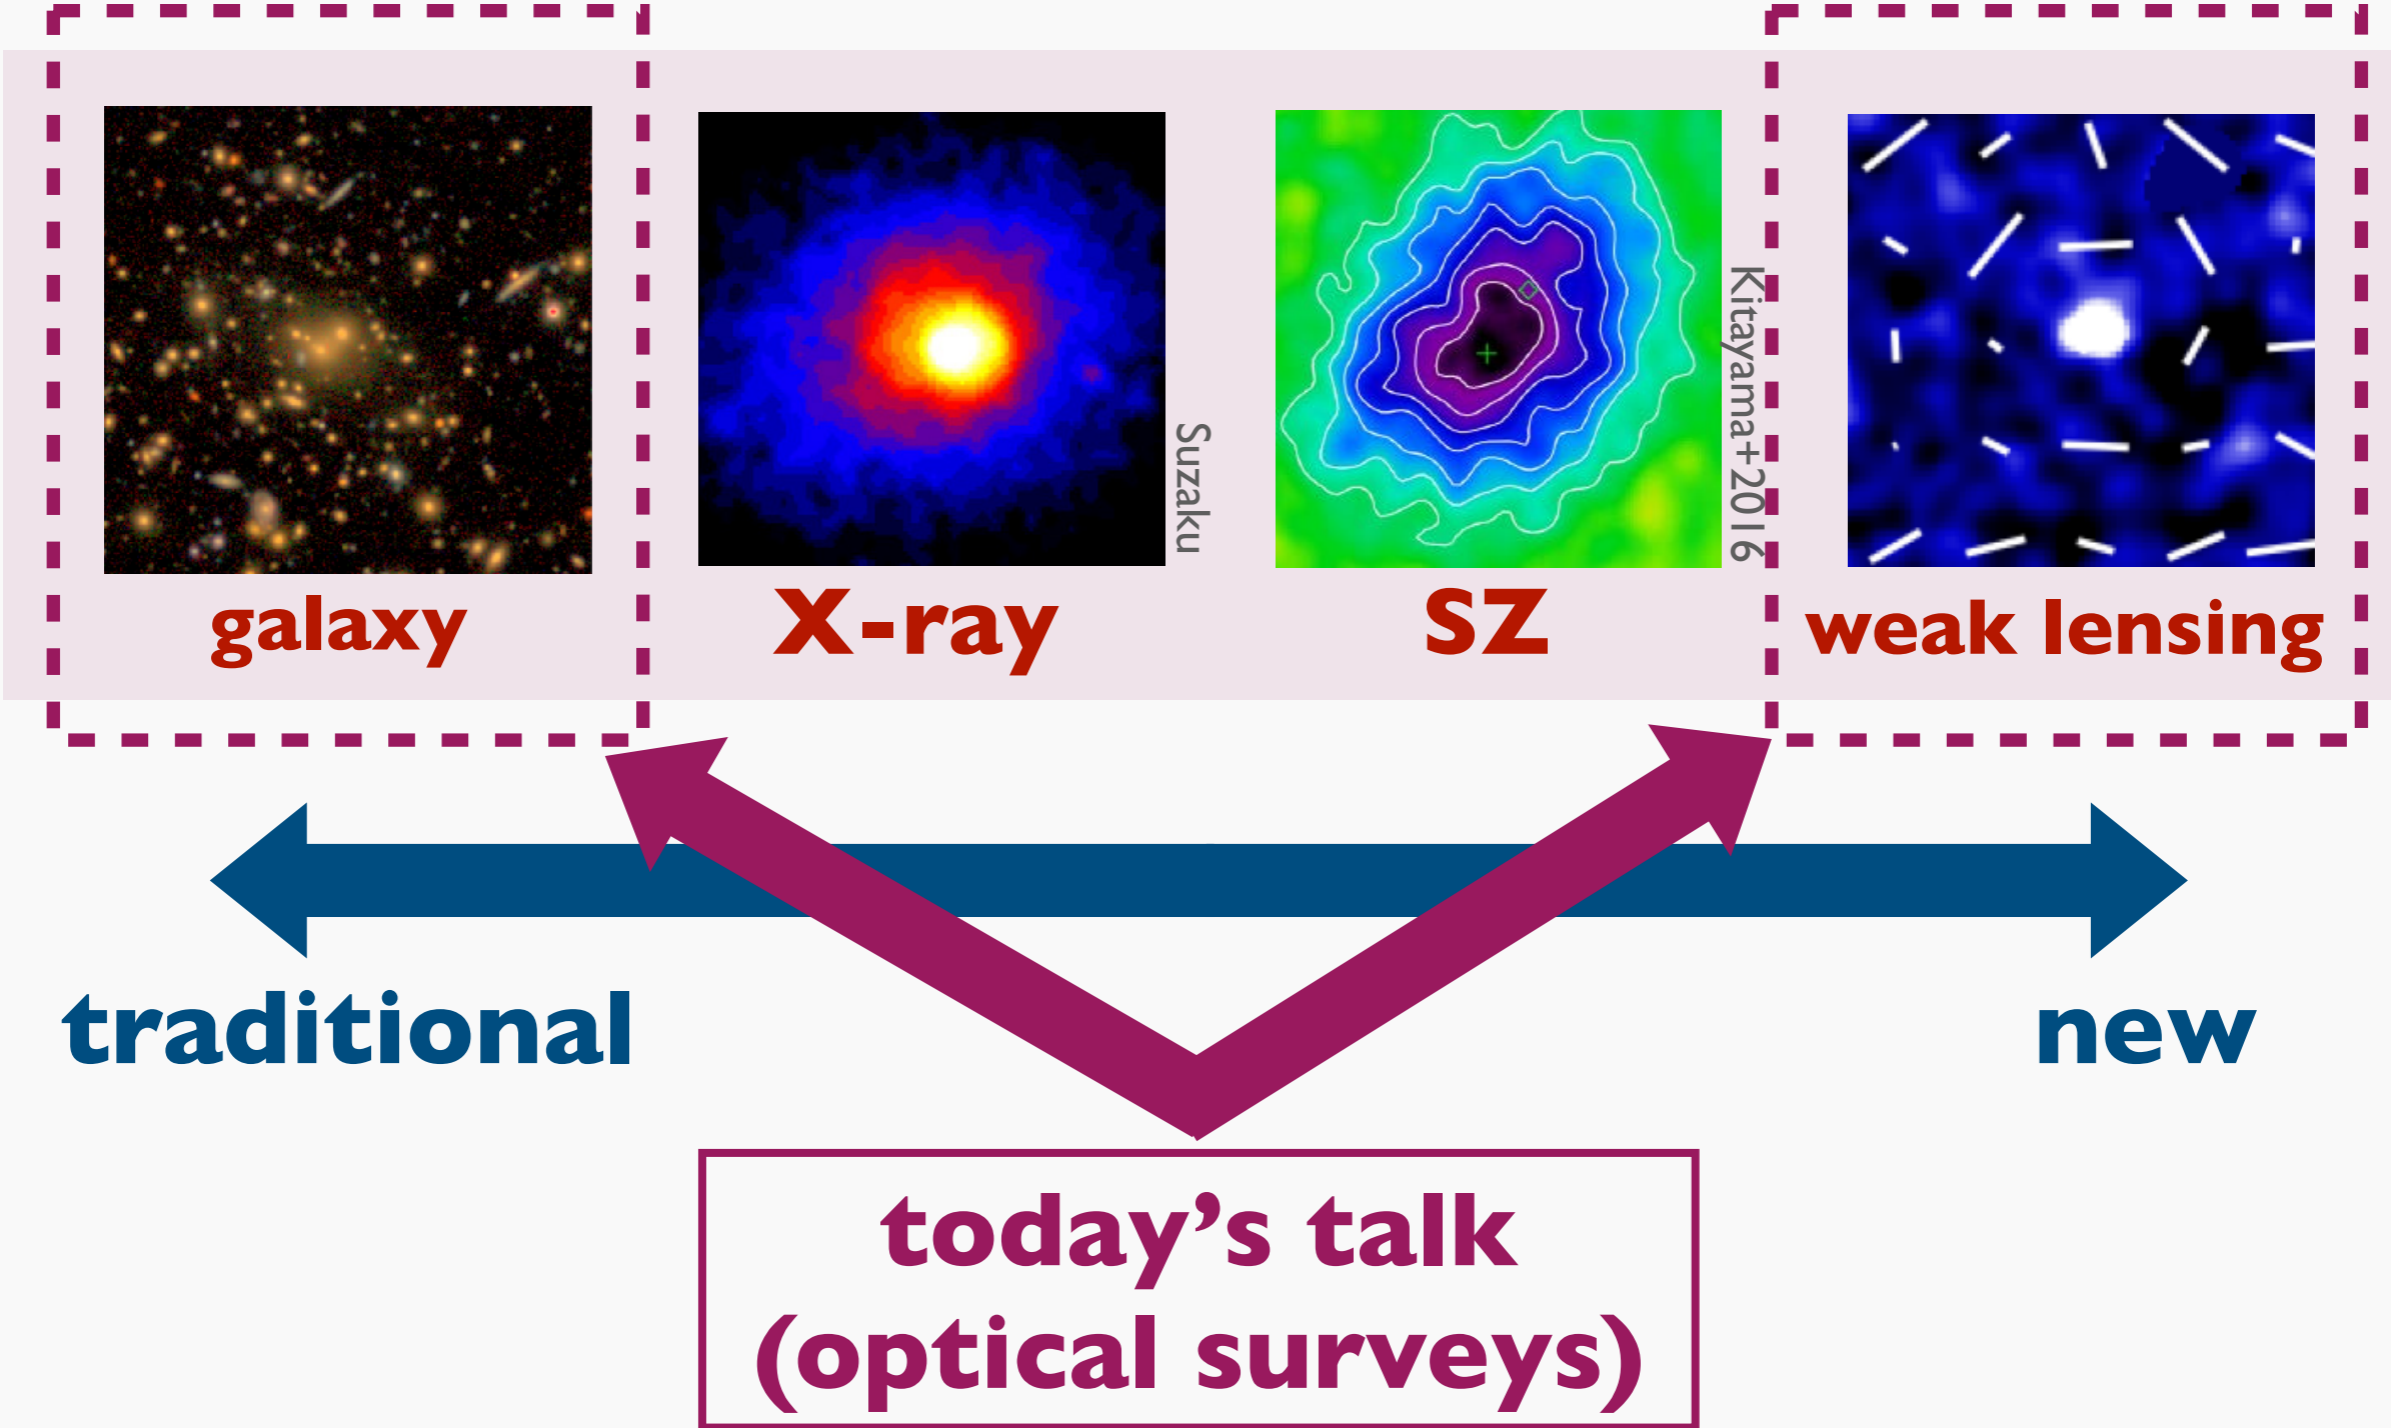 Suzaku
Kitayama+2016
galaxy
X-ray
SZ
weak lensing
traditional
new
today’s talk
(optical surveys)